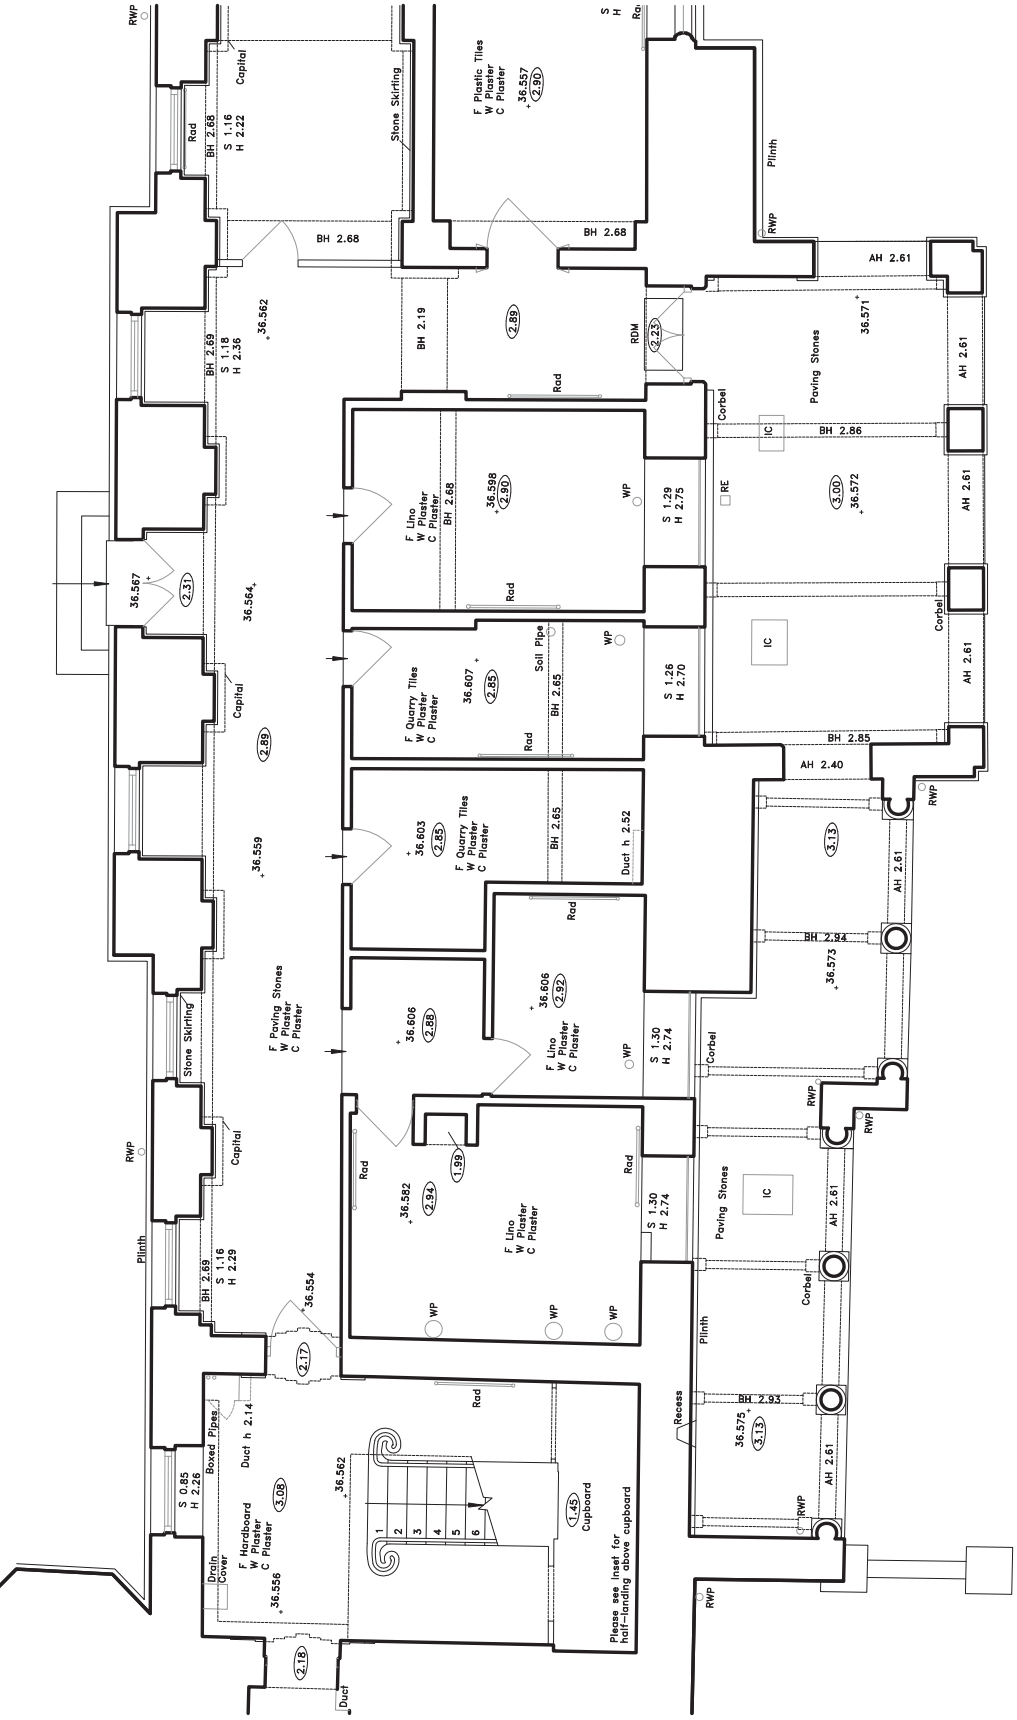 RWP
Capital
Stone Skirting
F Plastic Tiles
W Plaster
C Plaster
36.557
2.90
S
H
Rad
BH 2.68
S 1.16
H 2.22
Plinth
RWP
BH 2.68
BH 2.68
AH 2.61
36.562
BH 2.69
S 1.18
H 2.36
BH 2.19
2.89
RDM
2.23
36.571
Paving Stones
AH 2.61
Rad
Corbel
IC
BH 2.86
F Lino
W Plaster
C Plaster
BH 2.68
36.598
2.90
WP
S 1.29
H 2.75
RE
3.00
36.572
AH 2.61
36.567
2.31
36.564
Rad
Corbel
F Quarry Tiles
W Plaster
C Plaster
36.607
2.85
Soil Pipe
WP
BH 2.65
S 1.26
H 2.70
IC
AH 2.61
Capital
2.89
Rad
BH 2.85
AH 2.40
RWP
36.559
36.603
2.85
F Quarry Tiles
W Plaster
C Plaster
BH 2.65
Duct h 2.52
3.13
AH 2.61
Rad
BH 2.94
36.573
F Paving Stones
W Plaster
C Plaster
Stone Skirting
36.606
2.88
36.606
2.92
F Lino
W Plaster
C Plaster
WP
S 1.30
H 2.74
Corbel
RWP
RWP
RWP
Capital
Rad
1.99
Rad
36.582
2.94
F Lino
W Plaster
C Plaster
S 1.30
H 2.74
Paving Stones
IC
AH 2.61
Plinth
BH 2.69
S 1.16
H 2.29
36.554
WP
WP
WP
Plinth
Corbel
2.17
Boxed Pipes
Duct h 2.14
Rad
Recess
BH 2.93
36.575
3.13
AH 2.61
S 0.85
H 2.26
3.08
36.562
F Hardboard
W Plaster
C Plaster
1
2
3
4
5
6
1.45
Cupboard
RWP
Drain
Cover
36.556
Please see Inset for
half-landing above cupboard
RWP
2.18
Duct